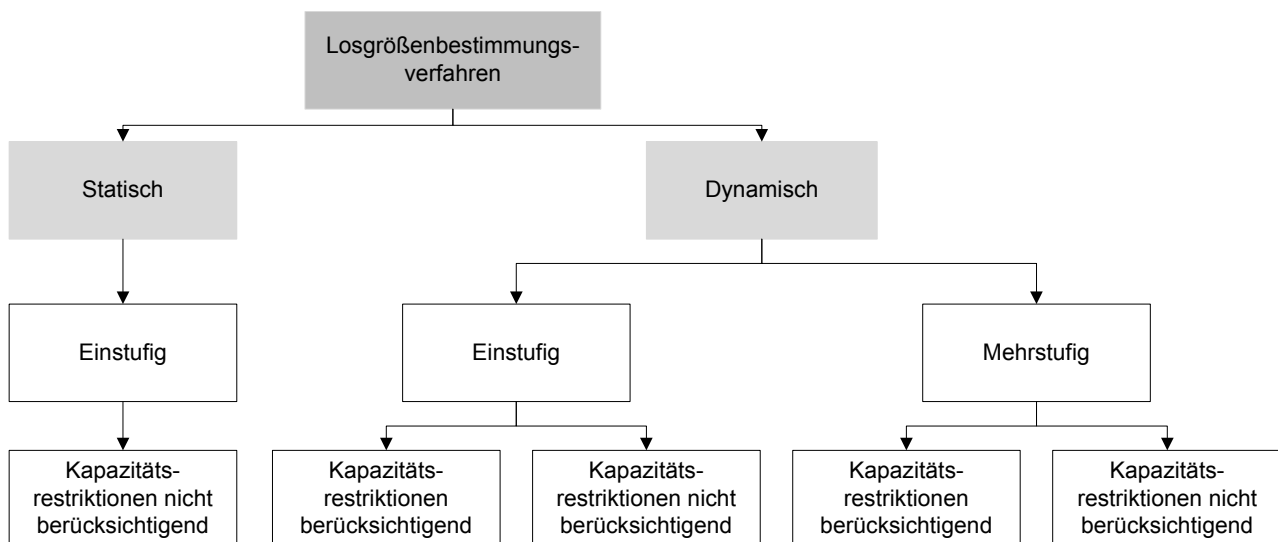 Losgrößenbestimmungs-
verfahren
Statisch
Dynamisch
Einstufig
Einstufig
Mehrstufig
Kapazitäts-
restriktionen nicht
berücksichtigend
Kapazitäts-
restriktionen
berücksichtigend
Kapazitäts-
restriktionen nicht
berücksichtigend
Kapazitäts-
restriktionen
berücksichtigend
Kapazitäts-
restriktionen nicht
berücksichtigend